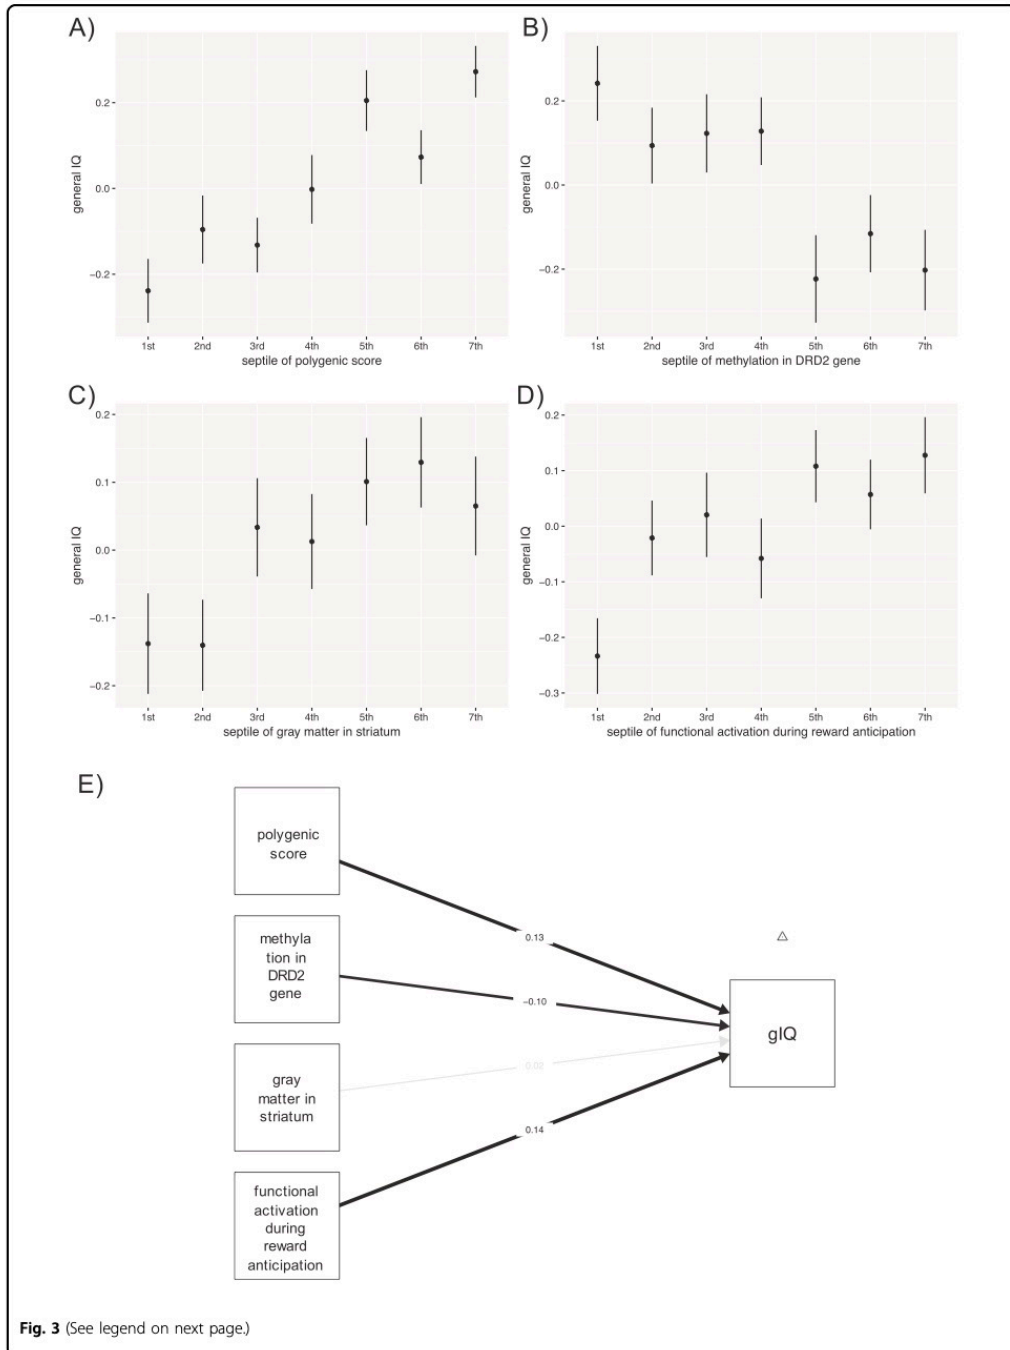 A)
general IQ
0.2
0.0
−0.2
1st 2nd 3rd 4th 5th 6th 7th
septile of polygenic score
B)
general IQ
0.2
0.0
−0.2
1st 2nd 3rd 4th 5th 6th 7th
septile of methylation in DRD2 gene
C)
general IQ
0.2
0.1
0.0
−0.1
−0.2
1st 2nd 3rd 4th 5th 6th 7th
septile of gray matter in striatum
D)
general IQ
0.2
0.1
0.0
−0.1
−0.2
−0.3
1st 2nd 3rd 4th 5th 6th 7th
septile of functional activation during reward anticipation
E)
polygenic
score
methyla
tion in
DRD2
gene
gray
matter in
striatum
functional
activation
during
reward
anticipation
0.13
−0.10
0.02
0.14
gIQ
Fig. 3 (See legend on next page.)